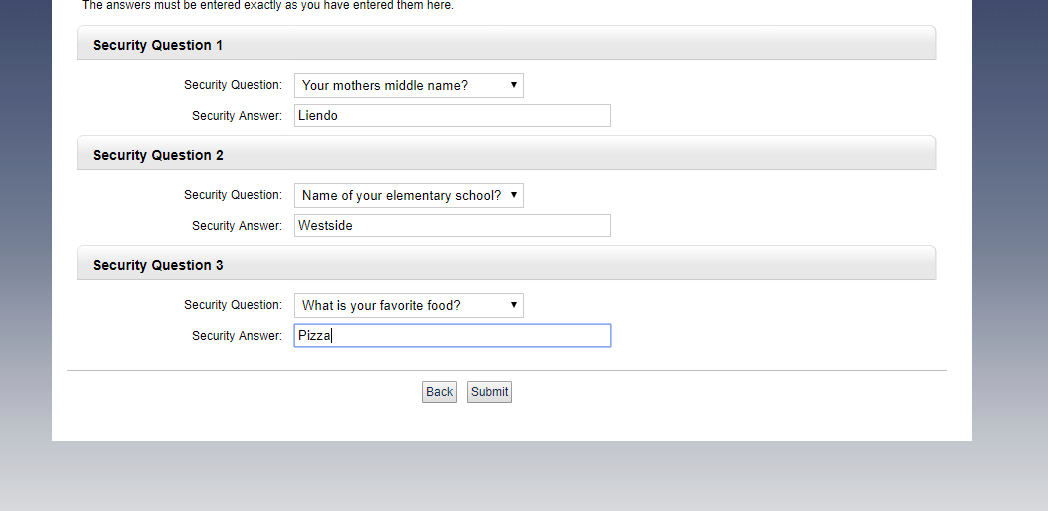 The answers must be entered exactly as you have entered them here.
Security Question 1
Security Question: Your mothers middle name?
Security Answer: Liendo
Security Question 2
Security Question: Name of your elementary school?
Security Answer: Westside
Security Question 3
Security Question: What is your favorite food?
Security Answer: Pizza
Back Submit